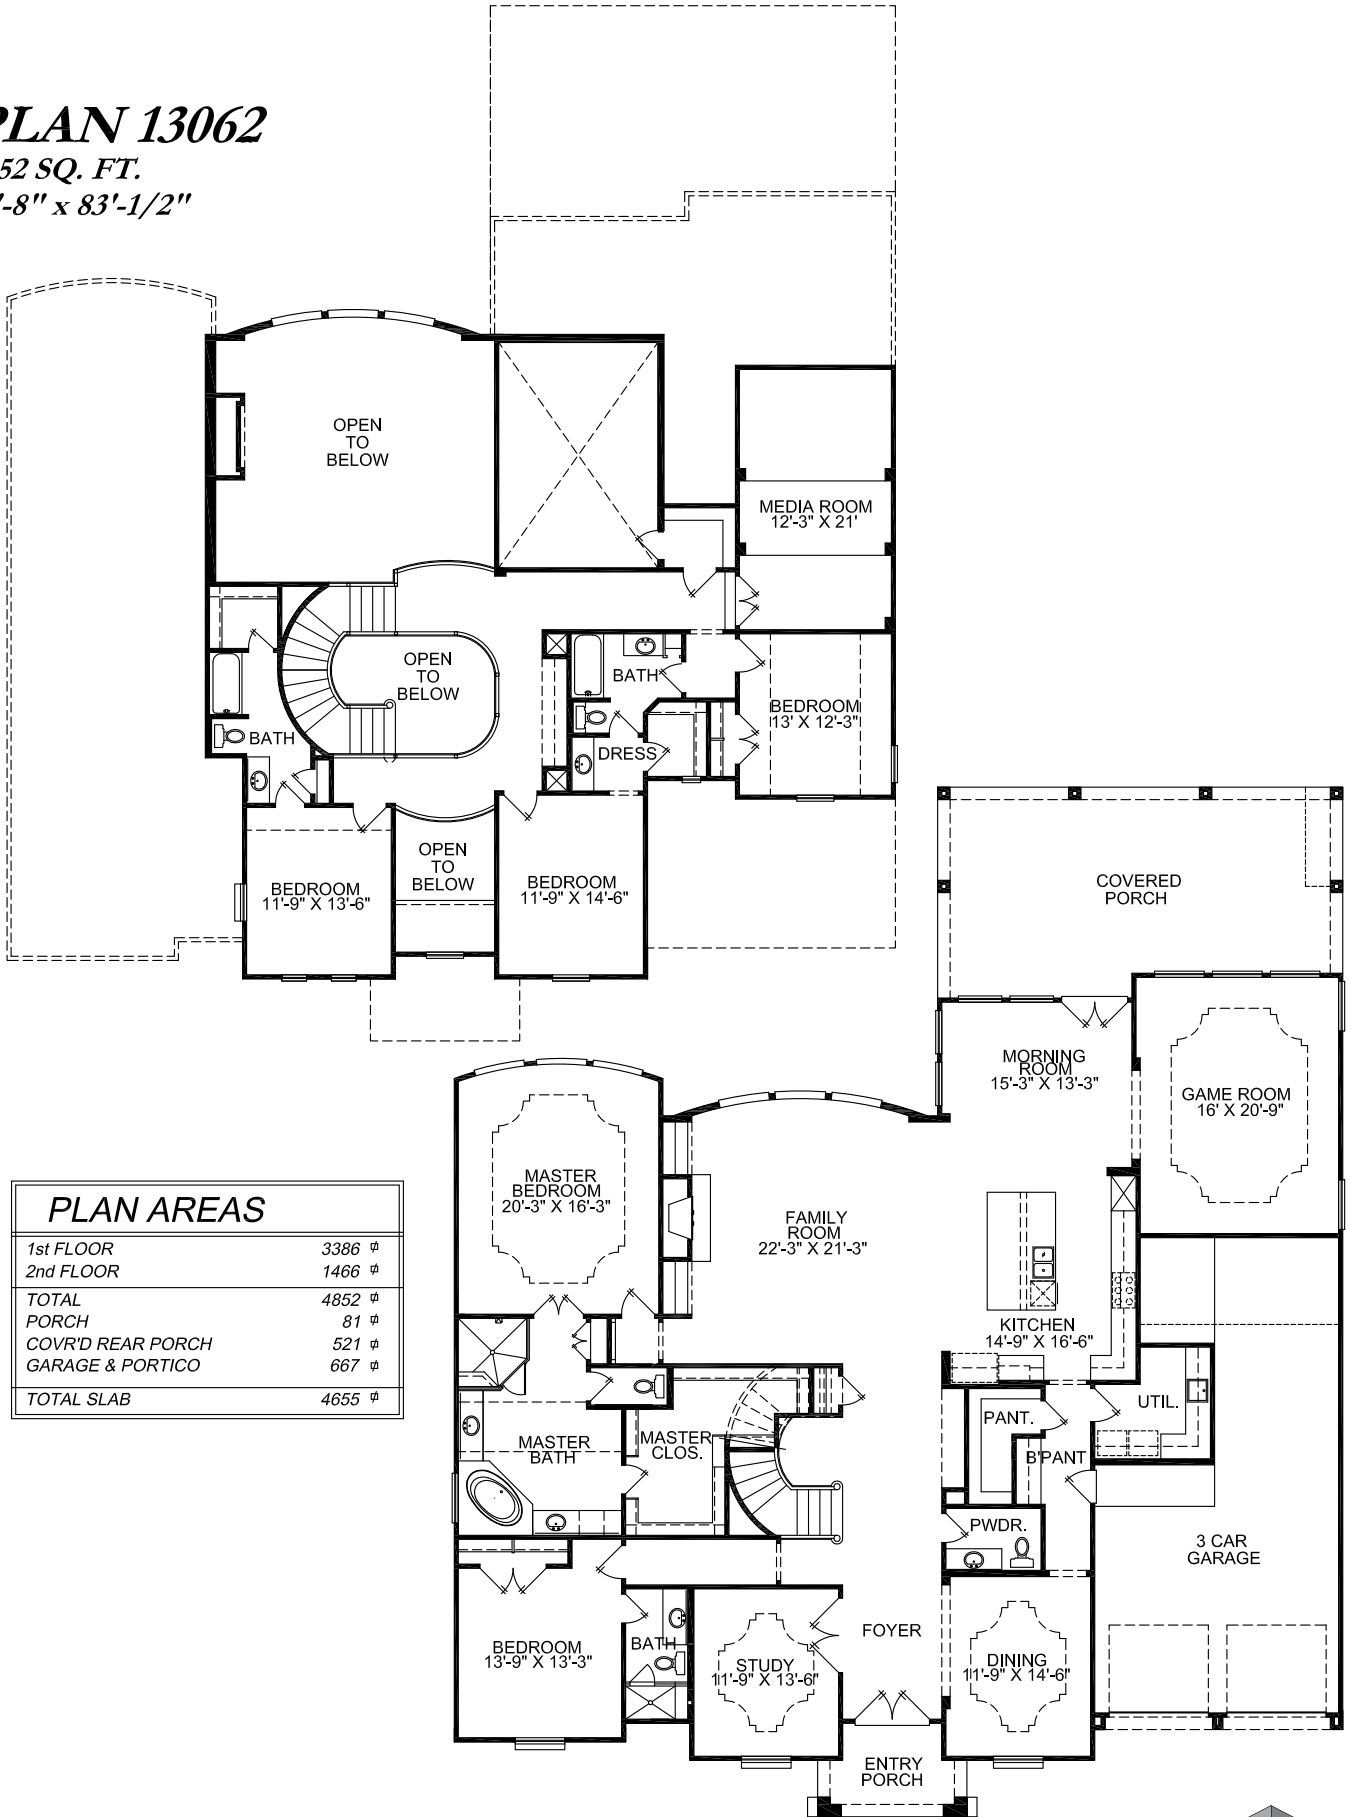 PLAN 13062
52 SQ. FT.
'-8" x 83'-1/2"
OPEN
TO
BELOW
MEDIA ROOM
12'-3" X 21'
OPEN
TO
BELOW
BATH
BEDROOM
13' X 12'-3"
BATH
DRESS
OPEN
TO
BELOW
BEDROOM
11'-9" X 13'-6"
BEDROOM
11'-9" X 14'-6"
COVERED
PORCH
MORNING
ROOM
15'-3" X 13'-3"
GAME ROOM
16' X 20'-9"
MASTER
BEDROOM
20'-3" X 16'-3"
FAMILY
ROOM
22'-3" X 21'-3"
KITCHEN
14'-9" X 16'-6"
PLAN AREAS
1st FLOOR 3386
2nd FLOOR 1466
TOTAL 4852
PORCH 81
COVR'D REAR PORCH 521
GARAGE & PORTICO 667
TOTAL SLAB 4655
UTIL.
PANT.
MASTER
BATH
MASTER
CLOS.
B'PANT
PWDR.
3 CAR
GARAGE
FOYER
BEDROOM
13'-9" X 13'-3"
BATH
STUDY
11'-9" X 13'-6"
DINING
11'-9" X 14'-6"
ENTRY
PORCH